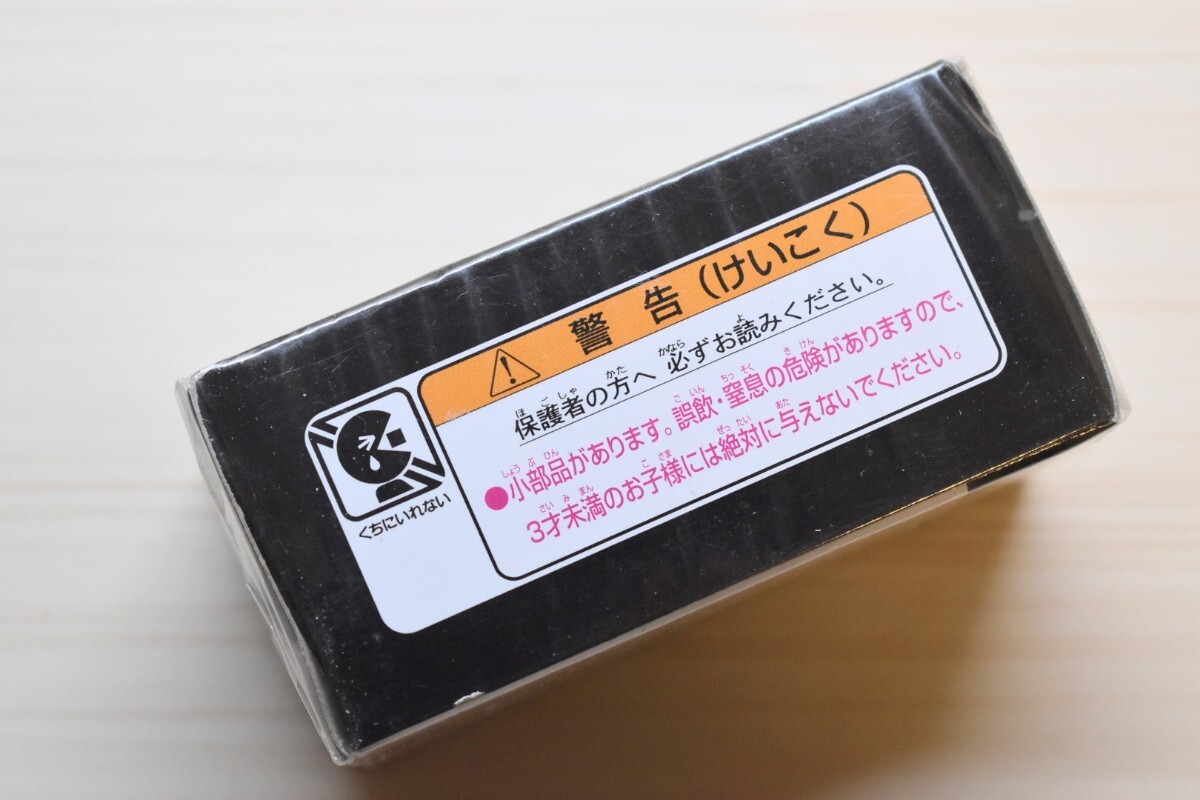 警告(けいこく)
保護者の方へ 必ずお読みください。
●小部品があります。誤飲・窒息の危険がありますので、
3才未満のお子様には絶対に与えないでください。
くちにいれない